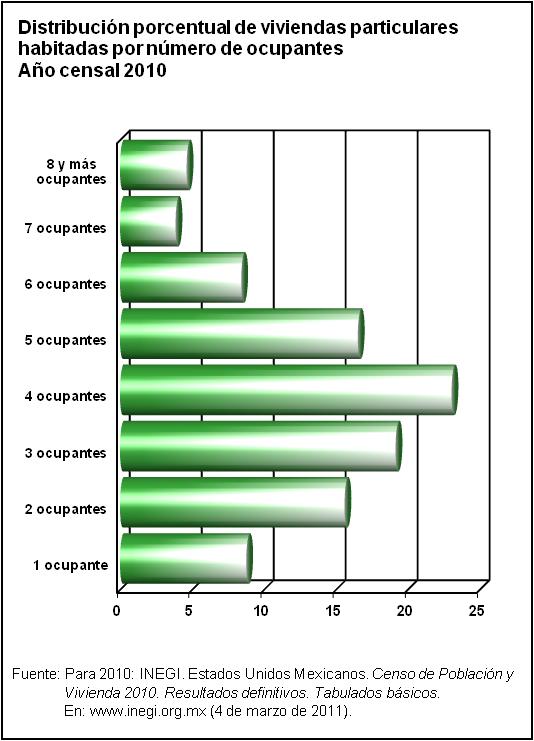 Distribución porcentual de viviendas particulares
habitadas por número de ocupantes
Año censal 2010
8 y más
ocupantes
7 ocupantes
6 ocupantes
5 ocupantes
4 ocupantes
3 ocupantes
2 ocupantes
1 ocupante
0 5 10 15 20 25
Fuente: Para 2010: INEGI. Estados Unidos Mexicanos. Censo de Población y
Vivienda 2010. Resultados definitivos. Tabulados básicos.
En: www.inegi.org.mx (4 de marzo de 2011).